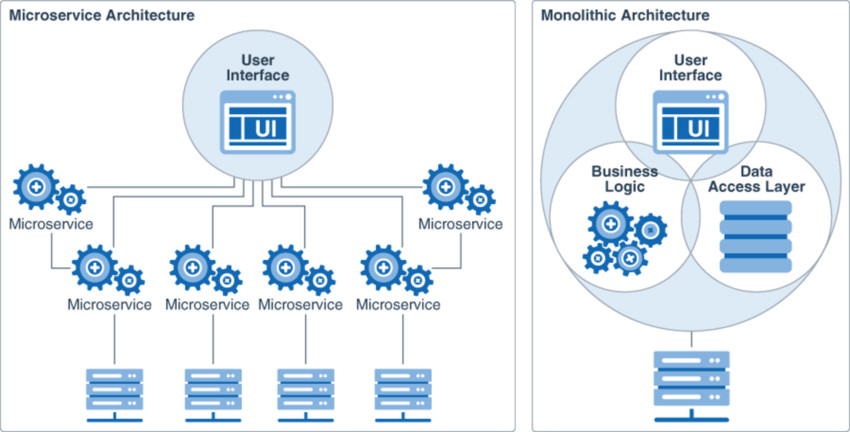 Microservice Architecture
User
Interface
UI
Microservice
Microservice
Microservice
Microservice
Microservice
Microservice
Monolithic Architecture
User
Interface
UI
Business
Logic
Data
Access Layer